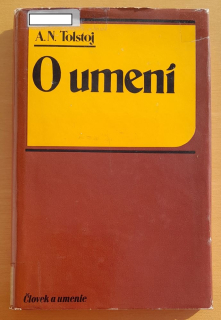 A.N. Tolstoj
O umení
Človek a umenie